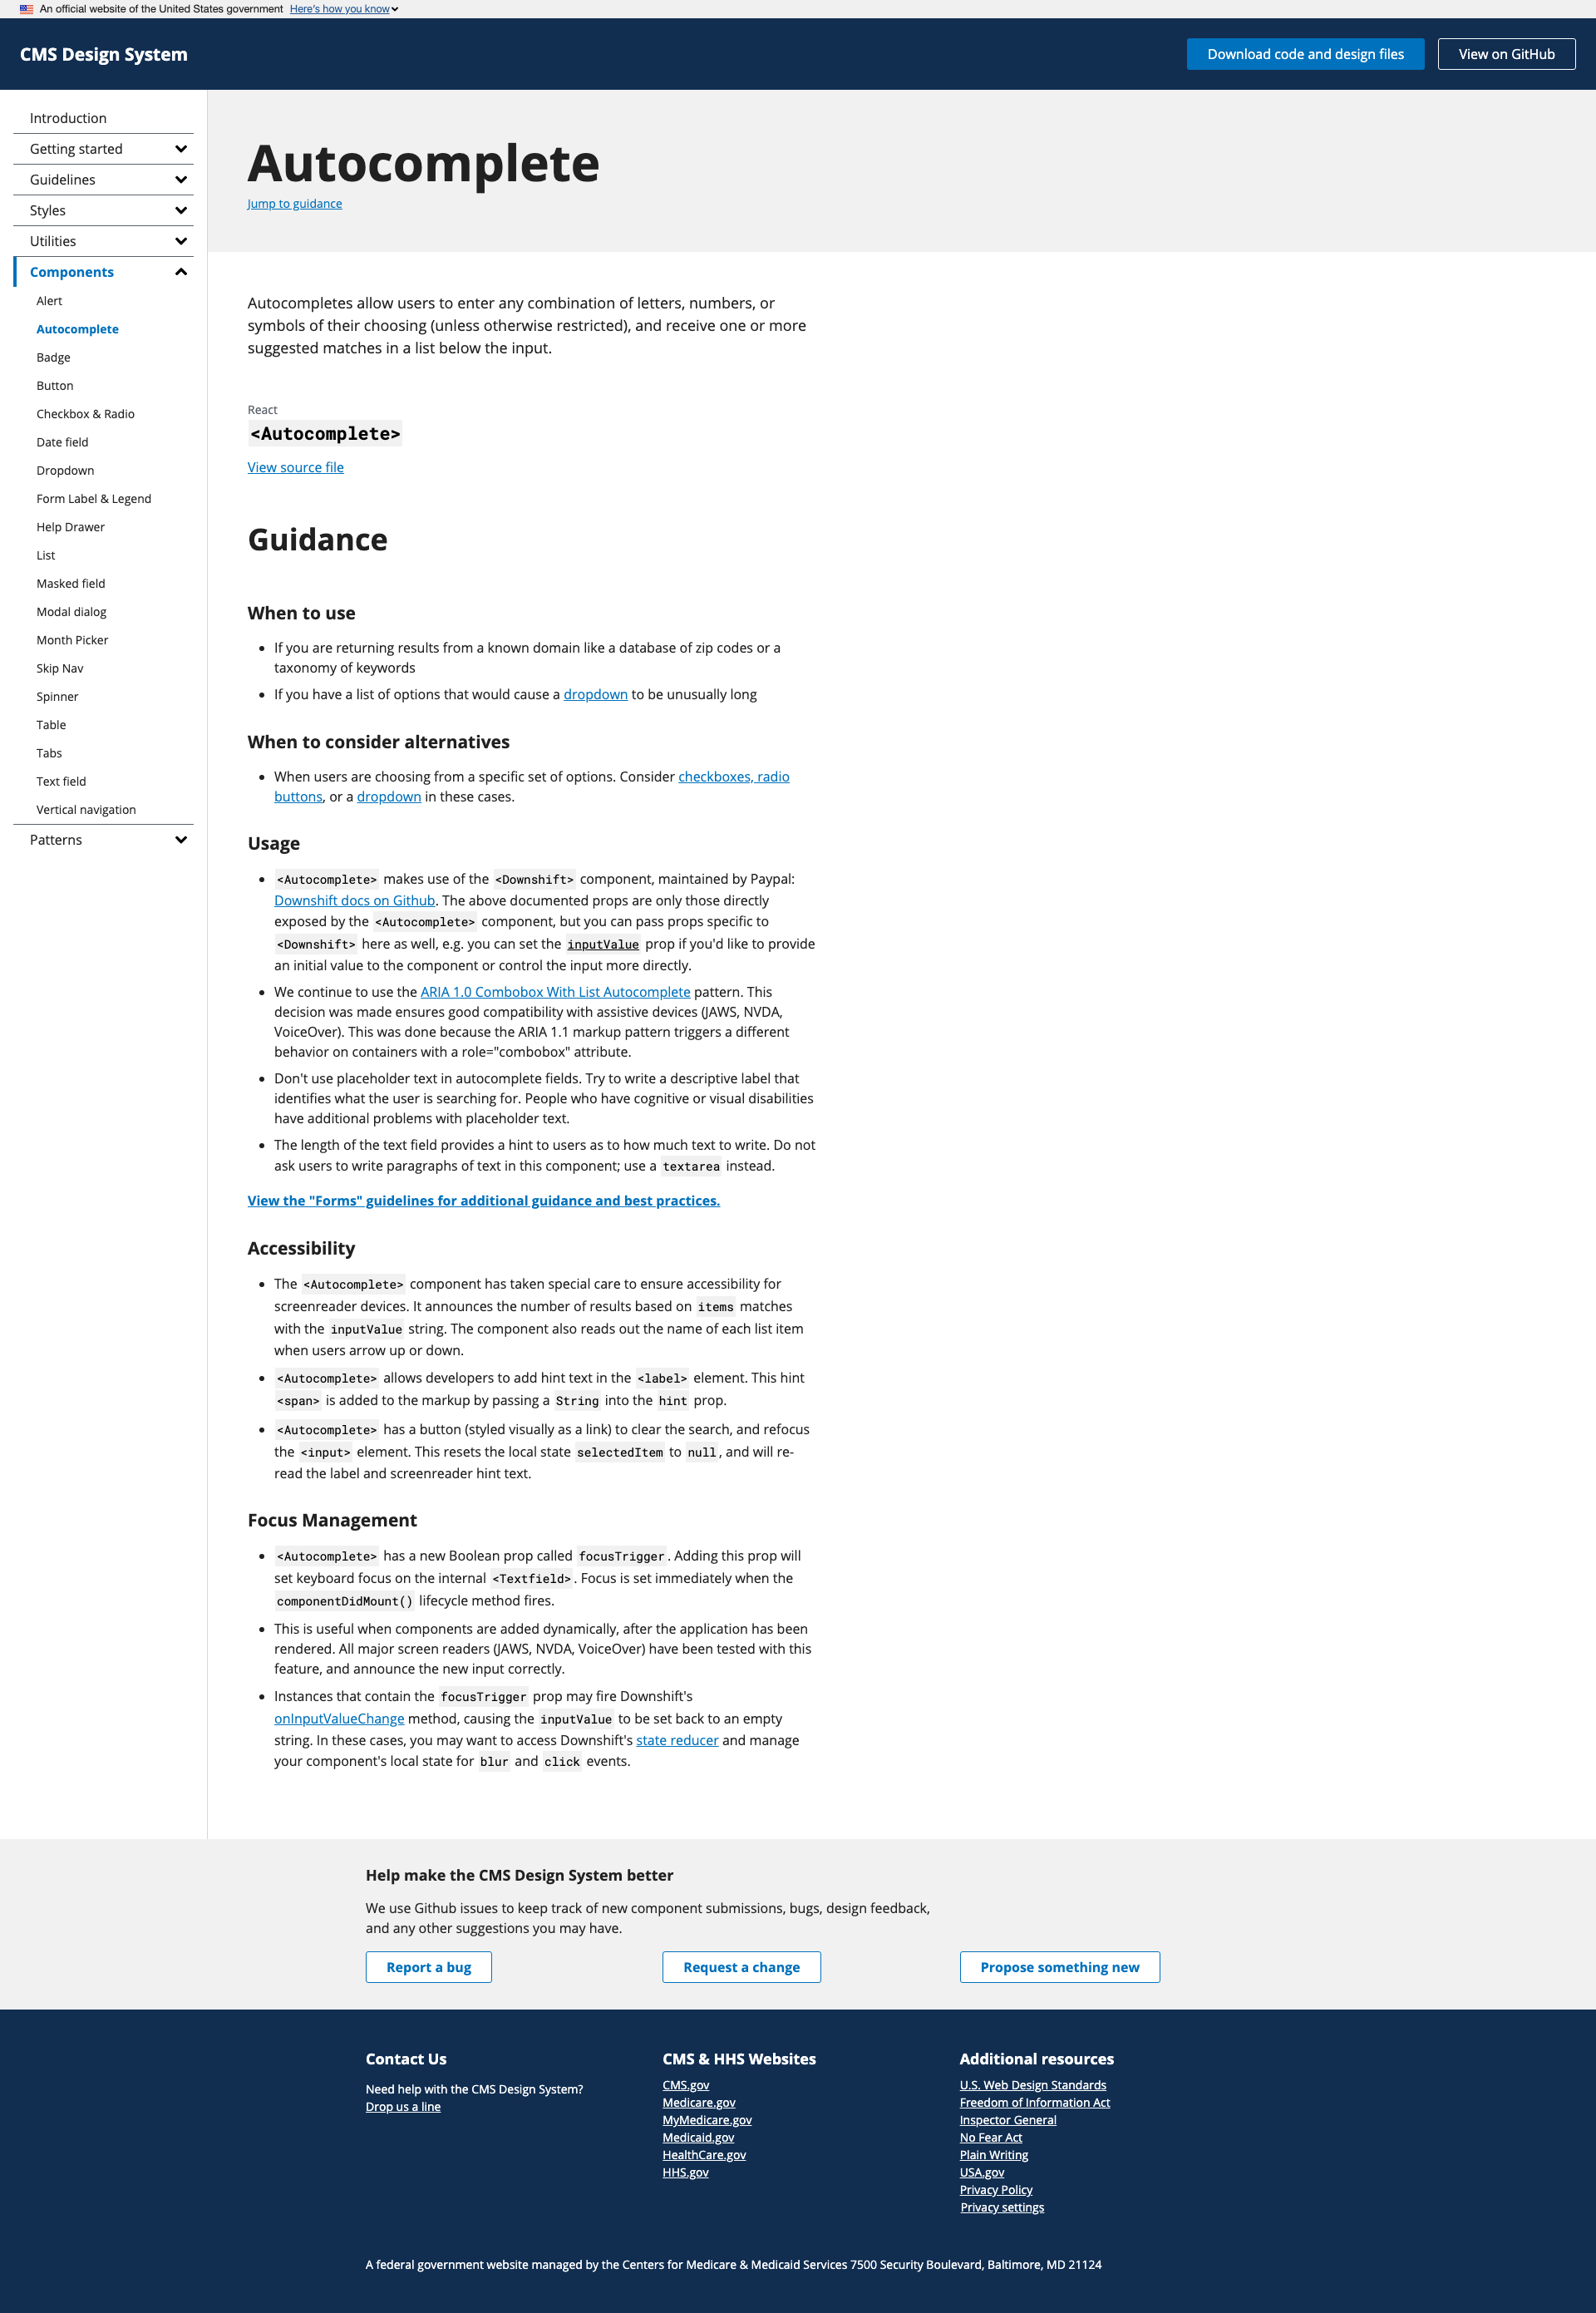 An official website of the United States government Here's how you know
CMS Design System
Download code and design files
View on GitHub
Introduction
Getting started
Guidelines
Styles
Utilities
Components
Alert
Autocomplete
Badge
Button
Checkbox & Radio
Date field
Dropdown
Form Label & Legend
Help Drawer
List
Masked field
Modal dialog
Month Picker
Skip Nav
Spinner
Table
Tabs
Text field
Vertical navigation
Patterns
Autocomplete
Jump to guidance
Autocompletes allow users to enter any combination of letters, numbers, or
symbols of their choosing (unless otherwise restricted), and receive one or more
suggested matches in a list below the input.
React
<Autocomplete>
View source file
Guidance
When to use
• If you are returning results from a known domain like a database of zip codes or a
taxonomy of keywords
• If you have a list of options that would cause a dropdown to be unusually long
When to consider alternatives
• When users are choosing from a specific set of options. Consider checkboxes, radio
buttons, or a dropdown in these cases.
Usage
• <Autocomplete> makes use of the <Downshift> component, maintained by Paypal:
Downshift docs on Github. The above documented props are only those directly
exposed by the <Autocomplete> component, but you can pass props specific to
<Downshift> here as well, e.g. you can set the inputValue prop if you'd like to provide
an initial value to the component or control the input more directly.
• We continue to use the ARIA 1.0 Combobox With List Autocomplete pattern. This
decision was made ensures good compatibility with assistive devices (JAWS, NVDA,
VoiceOver). This was done because the ARIA 1.1 markup pattern triggers a different
behavior on containers with a role="combobox" attribute.
• Don't use placeholder text in autocomplete fields. Try to write a descriptive label that
identifies what the user is searching for. People who have cognitive or visual disabilities
have additional problems with placeholder text.
• The length of the text field provides a hint to users as to how much text to write. Do not
ask users to write paragraphs of text in this component; use a textarea instead.
View the "Forms" guidelines for additional guidance and best practices.
Accessibility
• The <Autocomplete> component has taken special care to ensure accessibility for
screenreader devices. It announces the number of results based on items matches
with the inputValue string. The component also reads out the name of each list item
when users arrow up or down.
• <Autocomplete> allows developers to add hint text in the <label> element. This hint
<span> is added to the markup by passing a String into the hint prop.
• <Autocomplete> has a button (styled visually as a link) to clear the search, and refocus
the <input> element. This resets the local state selectedItem to null, and will re-
read the label and screenreader hint text.
Focus Management
• <Autocomplete> has a new Boolean prop called focusTrigger. Adding this prop will
set keyboard focus on the internal <Textfield>. Focus is set immediately when the
componentDidMount() lifecycle method fires.
• This is useful when components are added dynamically, after the application has been
rendered. All major screen readers (JAWS, NVDA, VoiceOver) have been tested with this
feature, and announce the new input correctly.
• Instances that contain the focusTrigger prop may fire Downshift's
onInputValueChange method, causing the inputValue to be set back to an empty
string. In these cases, you may want to access Downshift's state reducer and manage
your component's local state for blur and click events.
Help make the CMS Design System better
We use Github issues to keep track of new component submissions, bugs, design feedback,
and any other suggestions you may have.
Report a bug
Request a change
Propose something new
Contact Us
Need help with the CMS Design System?
Drop us a line
CMS & HHS Websites
CMS.gov
Medicare.gov
MyMedicare.gov
Medicaid.gov
HealthCare.gov
HHS.gov
Additional resources
U.S. Web Design Standards
Freedom of Information Act
Inspector General
No Fear Act
Plain Writing
USA.gov
Privacy Policy
Privacy settings
A federal government website managed by the Centers for Medicare & Medicaid Services 7500 Security Boulevard, Baltimore, MD 21124